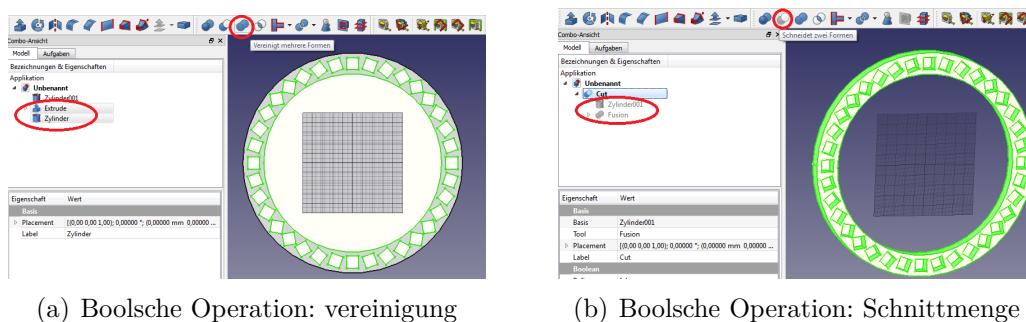 Combo-Ansicht
Modell Aufgaben
Vereinigt mehrere Formen
Bezeichnungen & Eigenschaften
Applikation
Unbenannt
Zylinder001
Extrude
Zylinder
Eigenschaft Wert
Basis
Placement [(0,00 0,00 1,00); 0,00000 °; (0,00000 mm 0,00000 ...
Label Zylinder
(a) Boolsche Operation: vereinigung
Combo-Ansicht
Schneidet zwei Formen
Modell Aufgaben
Bezeichnungen & Eigenschaften
Applikation
Unbenannt
Cut
Zylinder001
Fusion
Eigenschaft Wert
Basis
Basis Zylinder001
Tool Fusion
Placement [(0,00 0,00 1,00); 0,00000 °; (0,00000 mm 0,00000 ...
Label Cut
Boolean
(b) Boolsche Operation: Schnittmenge